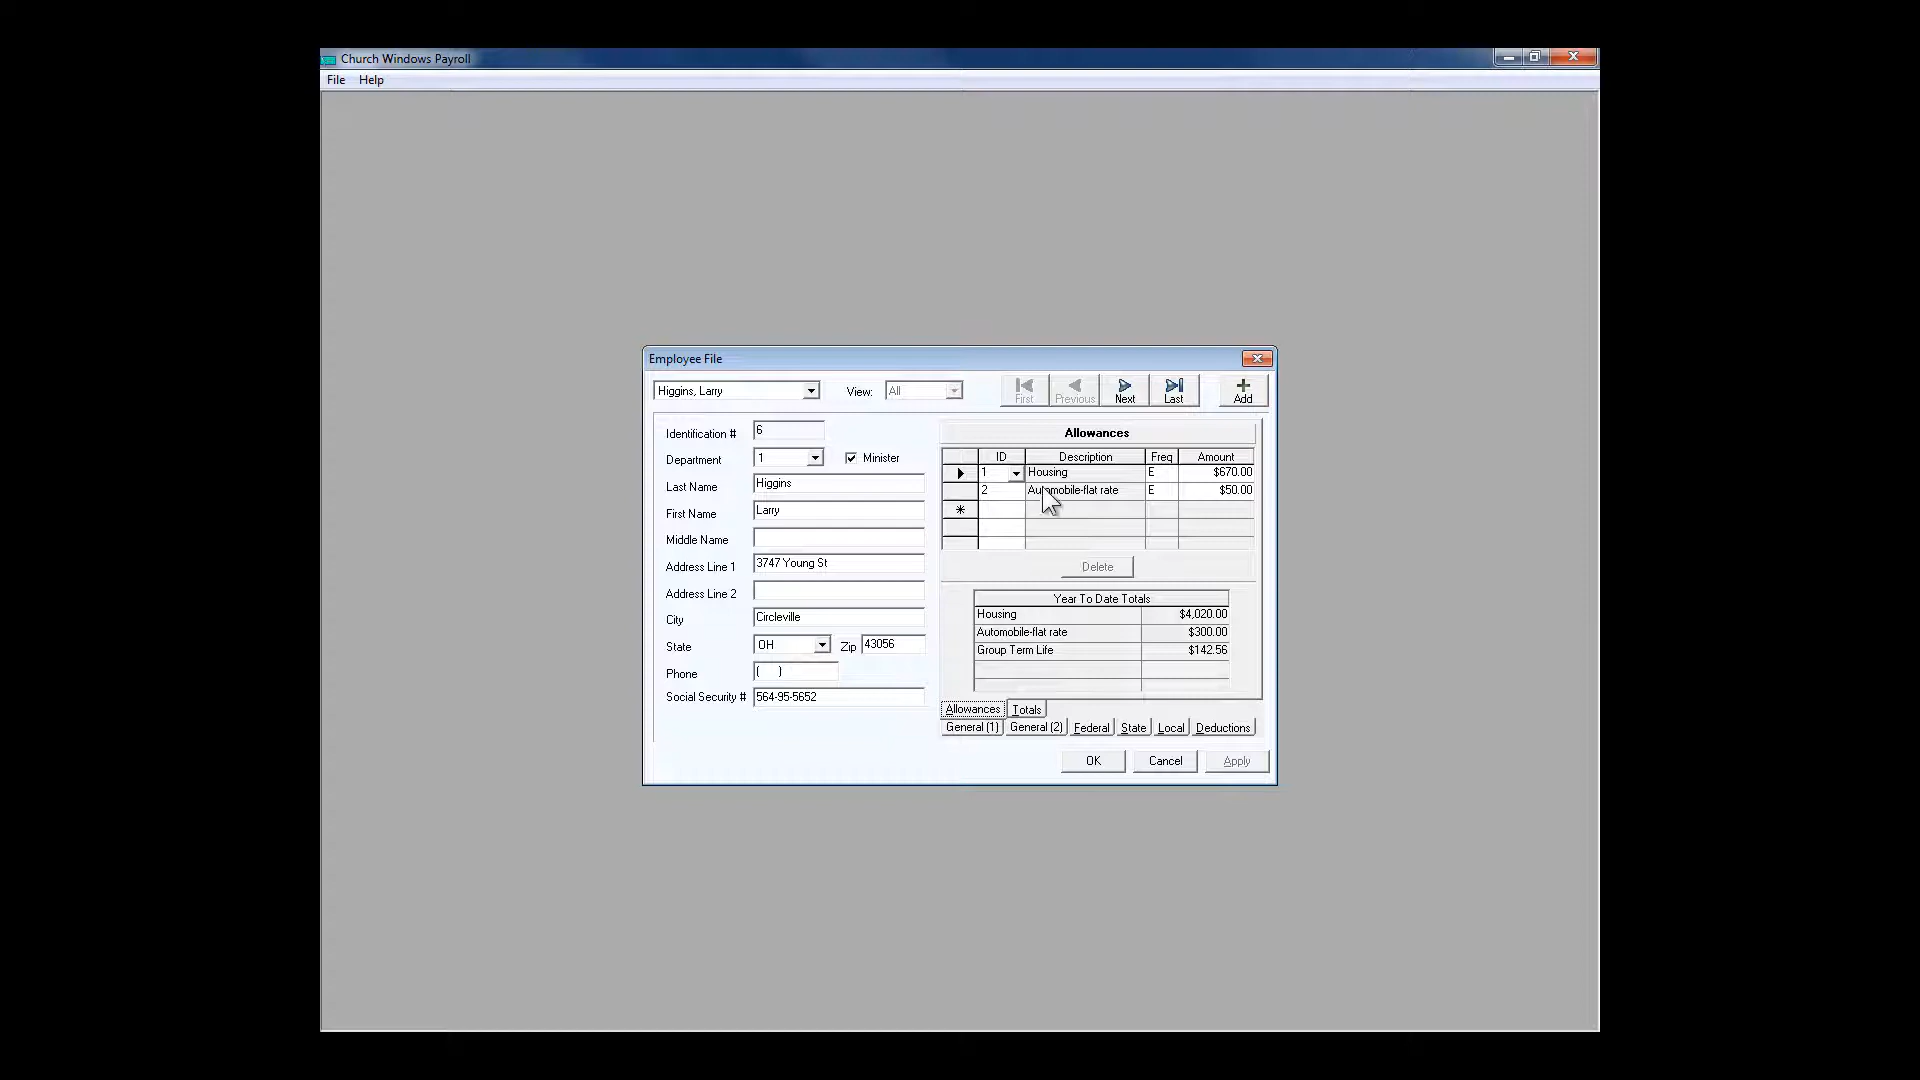 Church Windows Payroll
File Help
Employee File
Higgins, Larry View: All First Previous Next Last Add
Identification # 6
Department 1 Minister
Last Name Higgins
First Name Larry
Middle Name
Address Line 1 3747 Young St
Address Line 2
City Circleville
State OH Zip 43056
Phone ( )
Social Security # 564-95-5652
Allowances
ID Description Freq Amount
1 Housing E $670.00
2 Automobile-flat rate E $50.00
*
Delete
Year To Date Totals
Housing $4,020.00
Automobile-flat rate $300.00
Group Term Life $142.56
Allowances Totals
General (1) General (2) Federal State Local Deductions
OK Cancel Apply